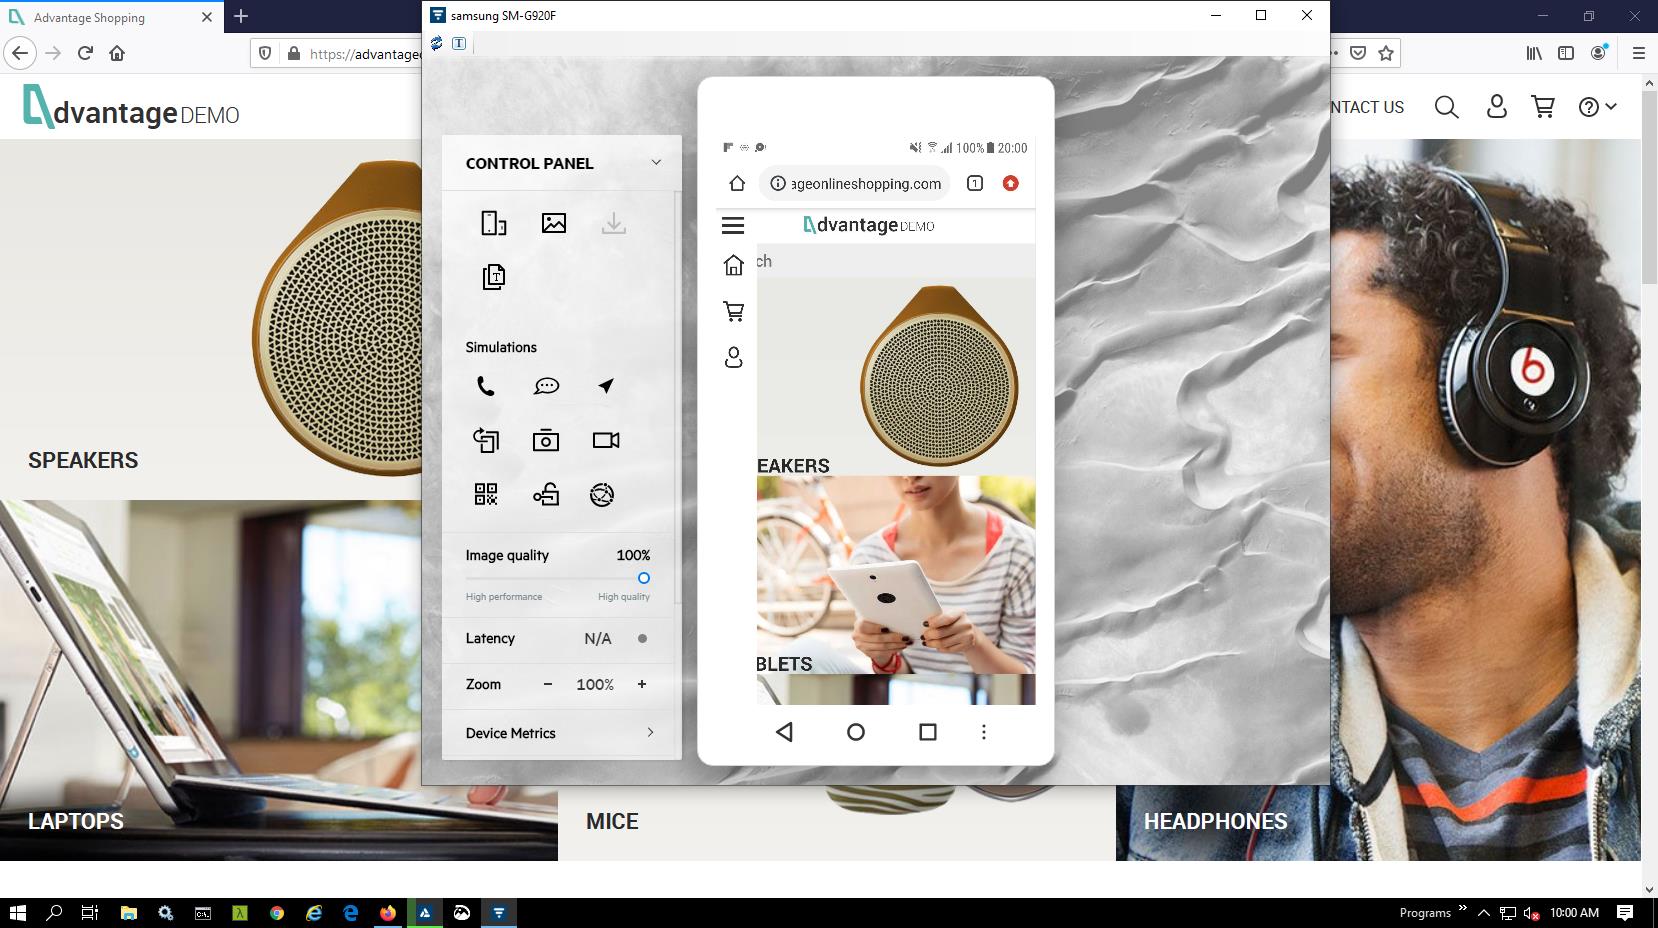 Advantage Shopping
samsung SM-G920F
https://advantage
T
dvantage DEMO
NTACT US
CONTROL PANEL
100% 20:00
ageonlineshopping.com
1
dvantage DEMO
ch
T
Simulations
SPEAKERS
EAKERS
Image quality 100%
High performance High quality
Latency N/A
BLETS
Zoom - 100% +
Device Metrics
LAPTOPS
MICE
HEADPHONES
Programs
10:00 AM